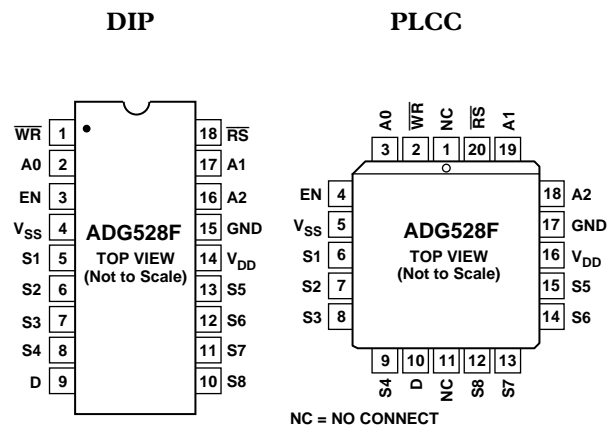 DIP
WR 1
A0 2
EN 3
VSS 4
S1 5
S2 6
S3 7
S4 8
D 9
18 RS
17 A1
16 A2
15 GND
14 VDD
13 S5
12 S6
11 S7
10 S8
ADG528F
TOP VIEW
(Not to Scale)
PLCC
A0 WR NC RS A1
3 2 1 20 19
EN 4
VSS 5
S1 6
S2 7
S3 8
18 A2
17 GND
16 VDD
15 S5
14 S6
ADG528F
TOP VIEW
(Not to Scale)
9 10 11 12 13
S4 D NC S8 S7
NC = NO CONNECT